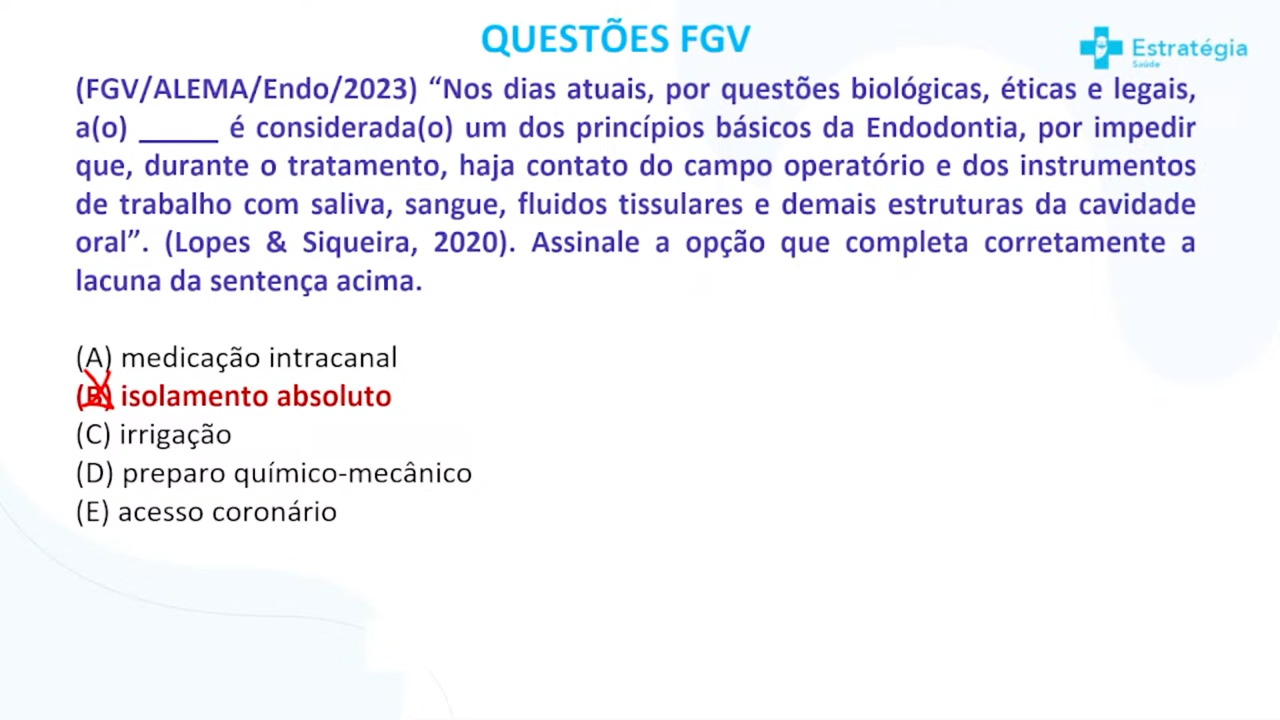 QUESTÕES FGV
Estratégia
Saúde
(FGV/ALEMA/Endo/2023) “Nos dias atuais, por questões biológicas, éticas e legais,
a(o) _____ é considerada(o) um dos princípios básicos da Endodontia, por impedir
que, durante o tratamento, haja contato do campo operatório e dos instrumentos
de trabalho com saliva, sangue, fluidos tissulares e demais estruturas da cavidade
oral”. (Lopes & Siqueira, 2020). Assinale a opção que completa corretamente a
lacuna da sentença acima.
(A) medicação intracanal
(B) isolamento absoluto
(C) irrigação
(D) preparo químico-mecânico
(E) acesso coronário